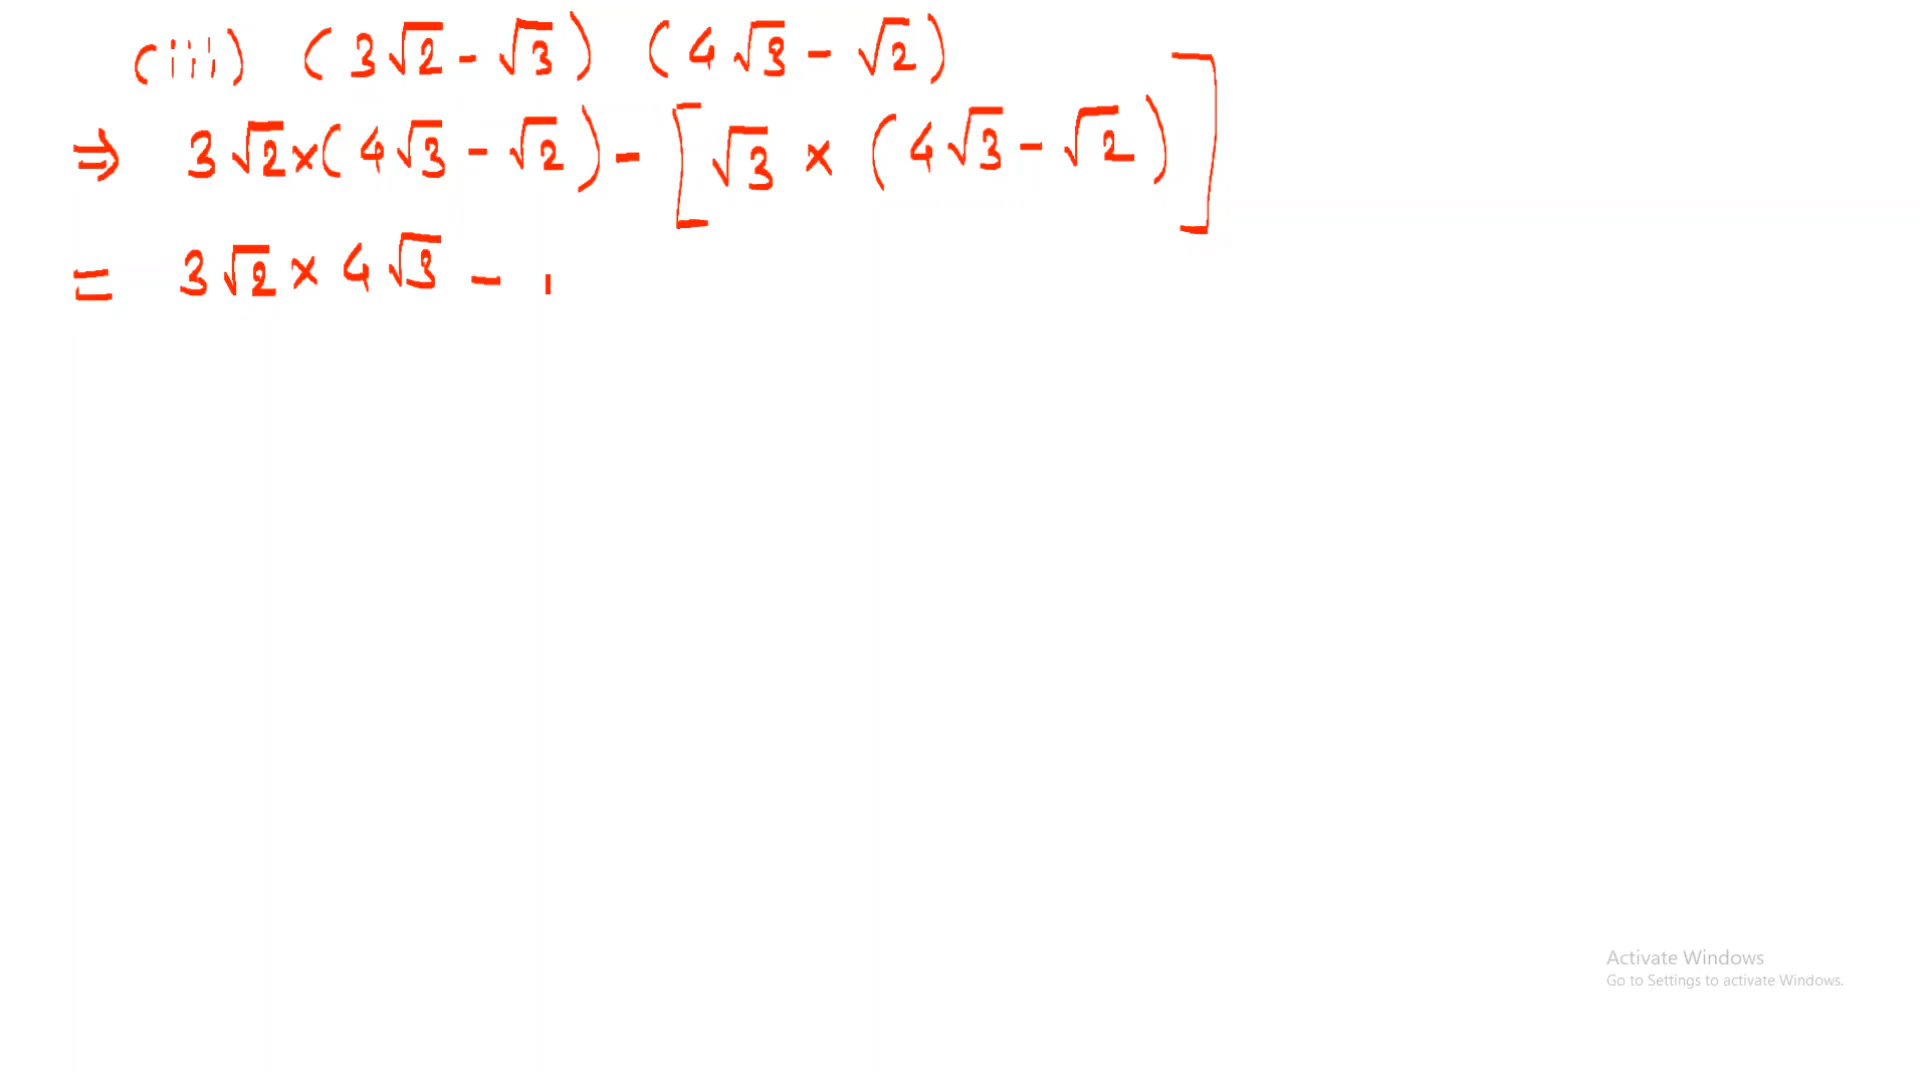 (iii) (3√2 - √3) (4√3 - √2)
⇒ 3√2×(4√3 - √2) - [√3 × (4√3 - √2)]
= 3√2 × 4√3 -
Activate Windows
Go to Settings to activate Windows.